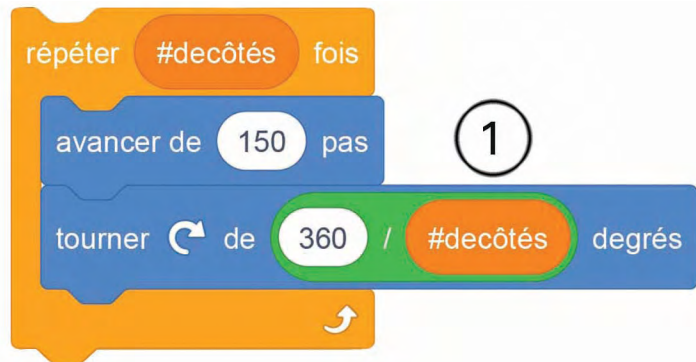 répéter #decôtés fois
avancer de 150 pas
1
tourner de 360 / #decôtés degrés